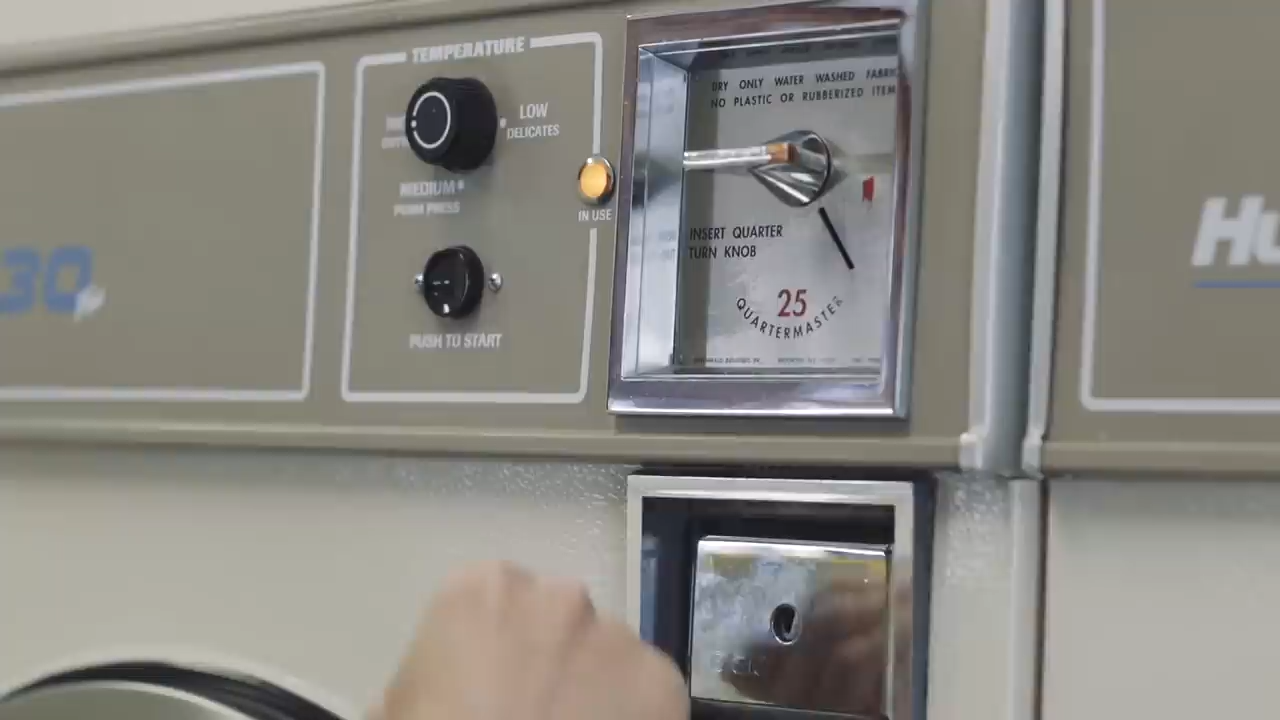 TEMPERATURE
LOW
DELICATES
MEDIUM
PERM PRESS
IN USE
PUSH TO START
30
DRY ONLY WATER WASHED FABRI
NO PLASTIC OR RUBBERIZED ITEM
INSERT QUARTER
TURN KNOB
25
QUARTERMASTER
Hu